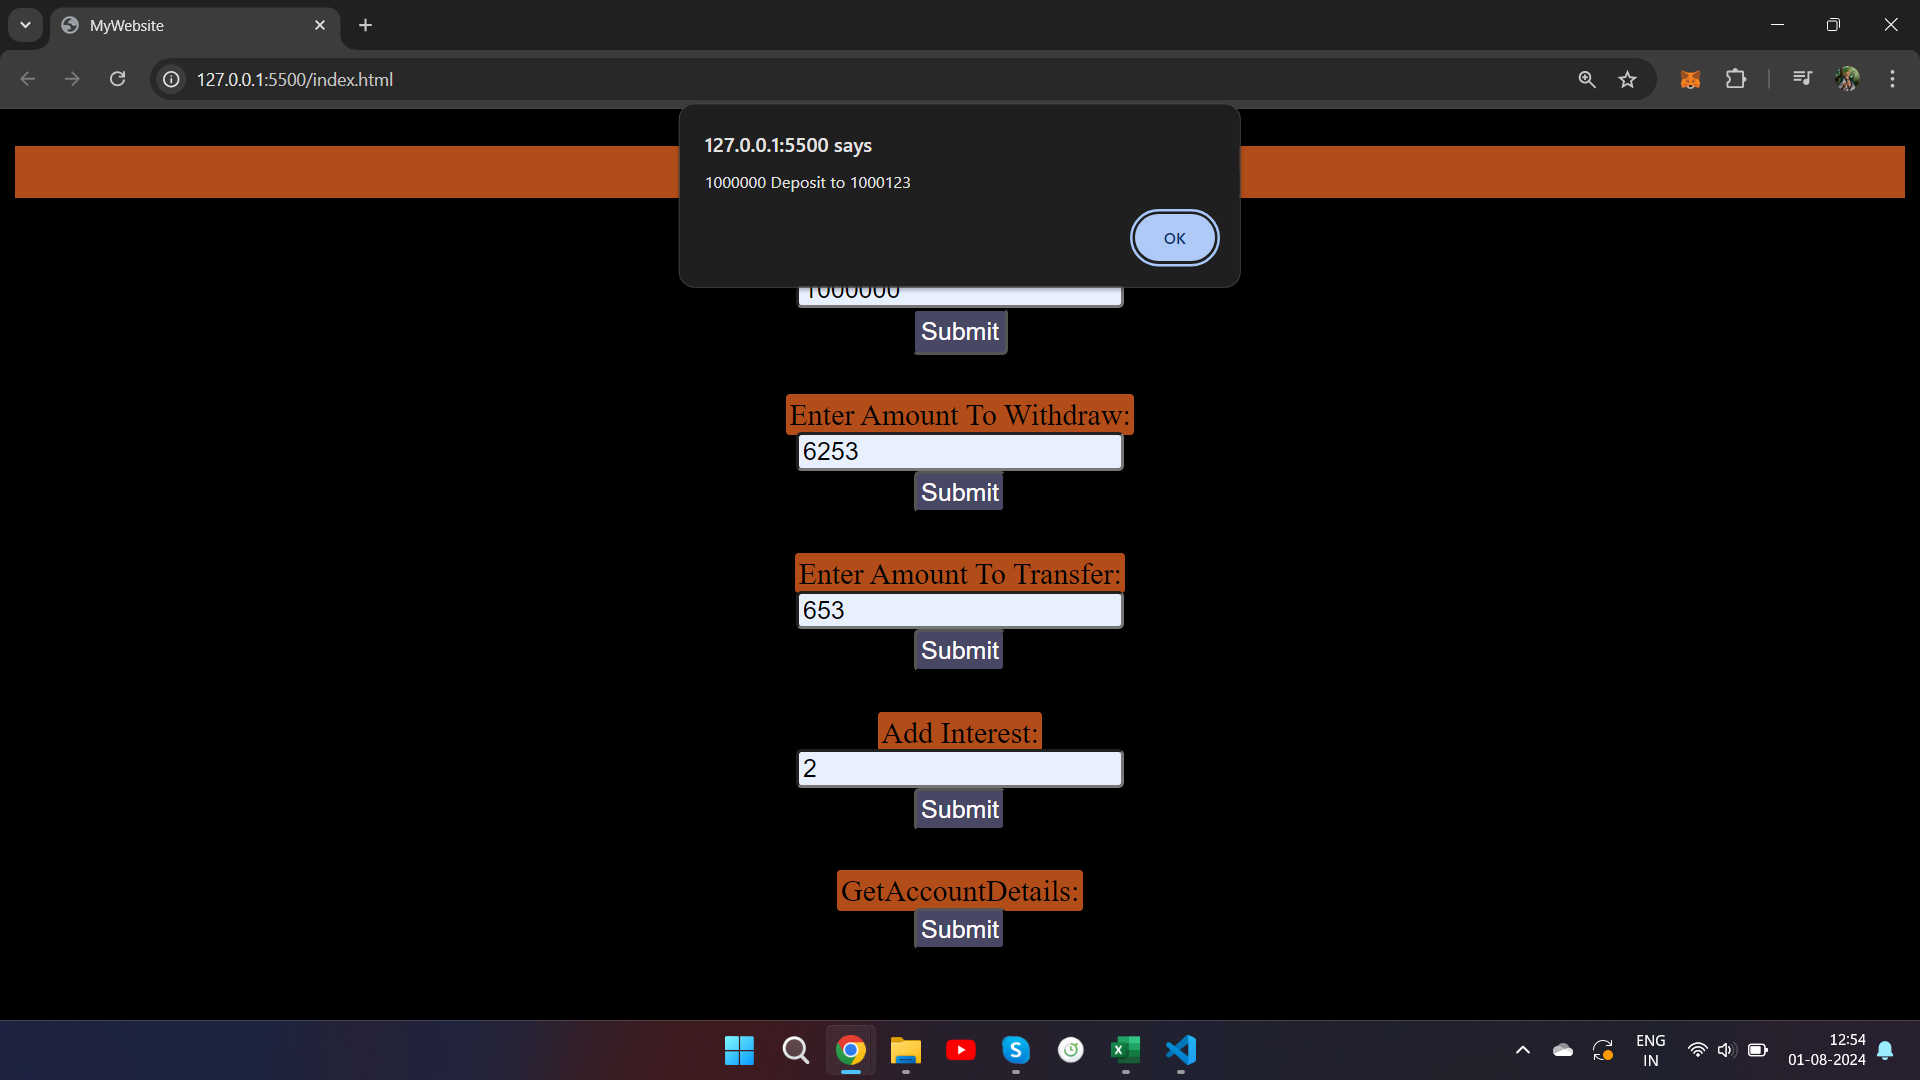 MyWebsite
127.0.0.1:5500/index.html
127.0.0.1:5500 says
1000000 Deposit to 1000123
OK
1000000
Submit
Enter Amount To Withdraw:
6253
Submit
Enter Amount To Transfer:
653
Submit
Add Interest:
2
Submit
GetAccountDetails:
Submit
ENG
IN
12:54
01-08-2024